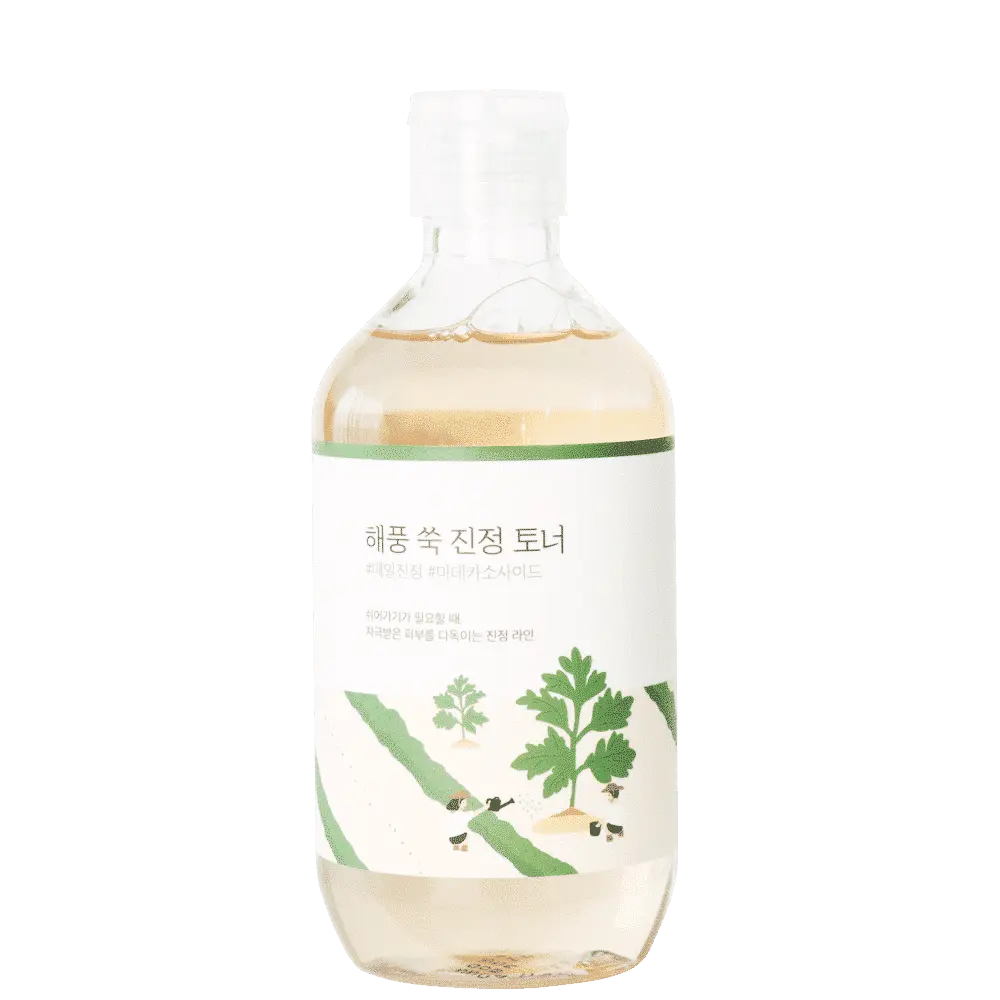 해풍 쑥 진정 토너
#데일진정 #마데카소사이드
쉬어가기가 필요할 때,
자극받은 피부를 다독이는 진정 라인